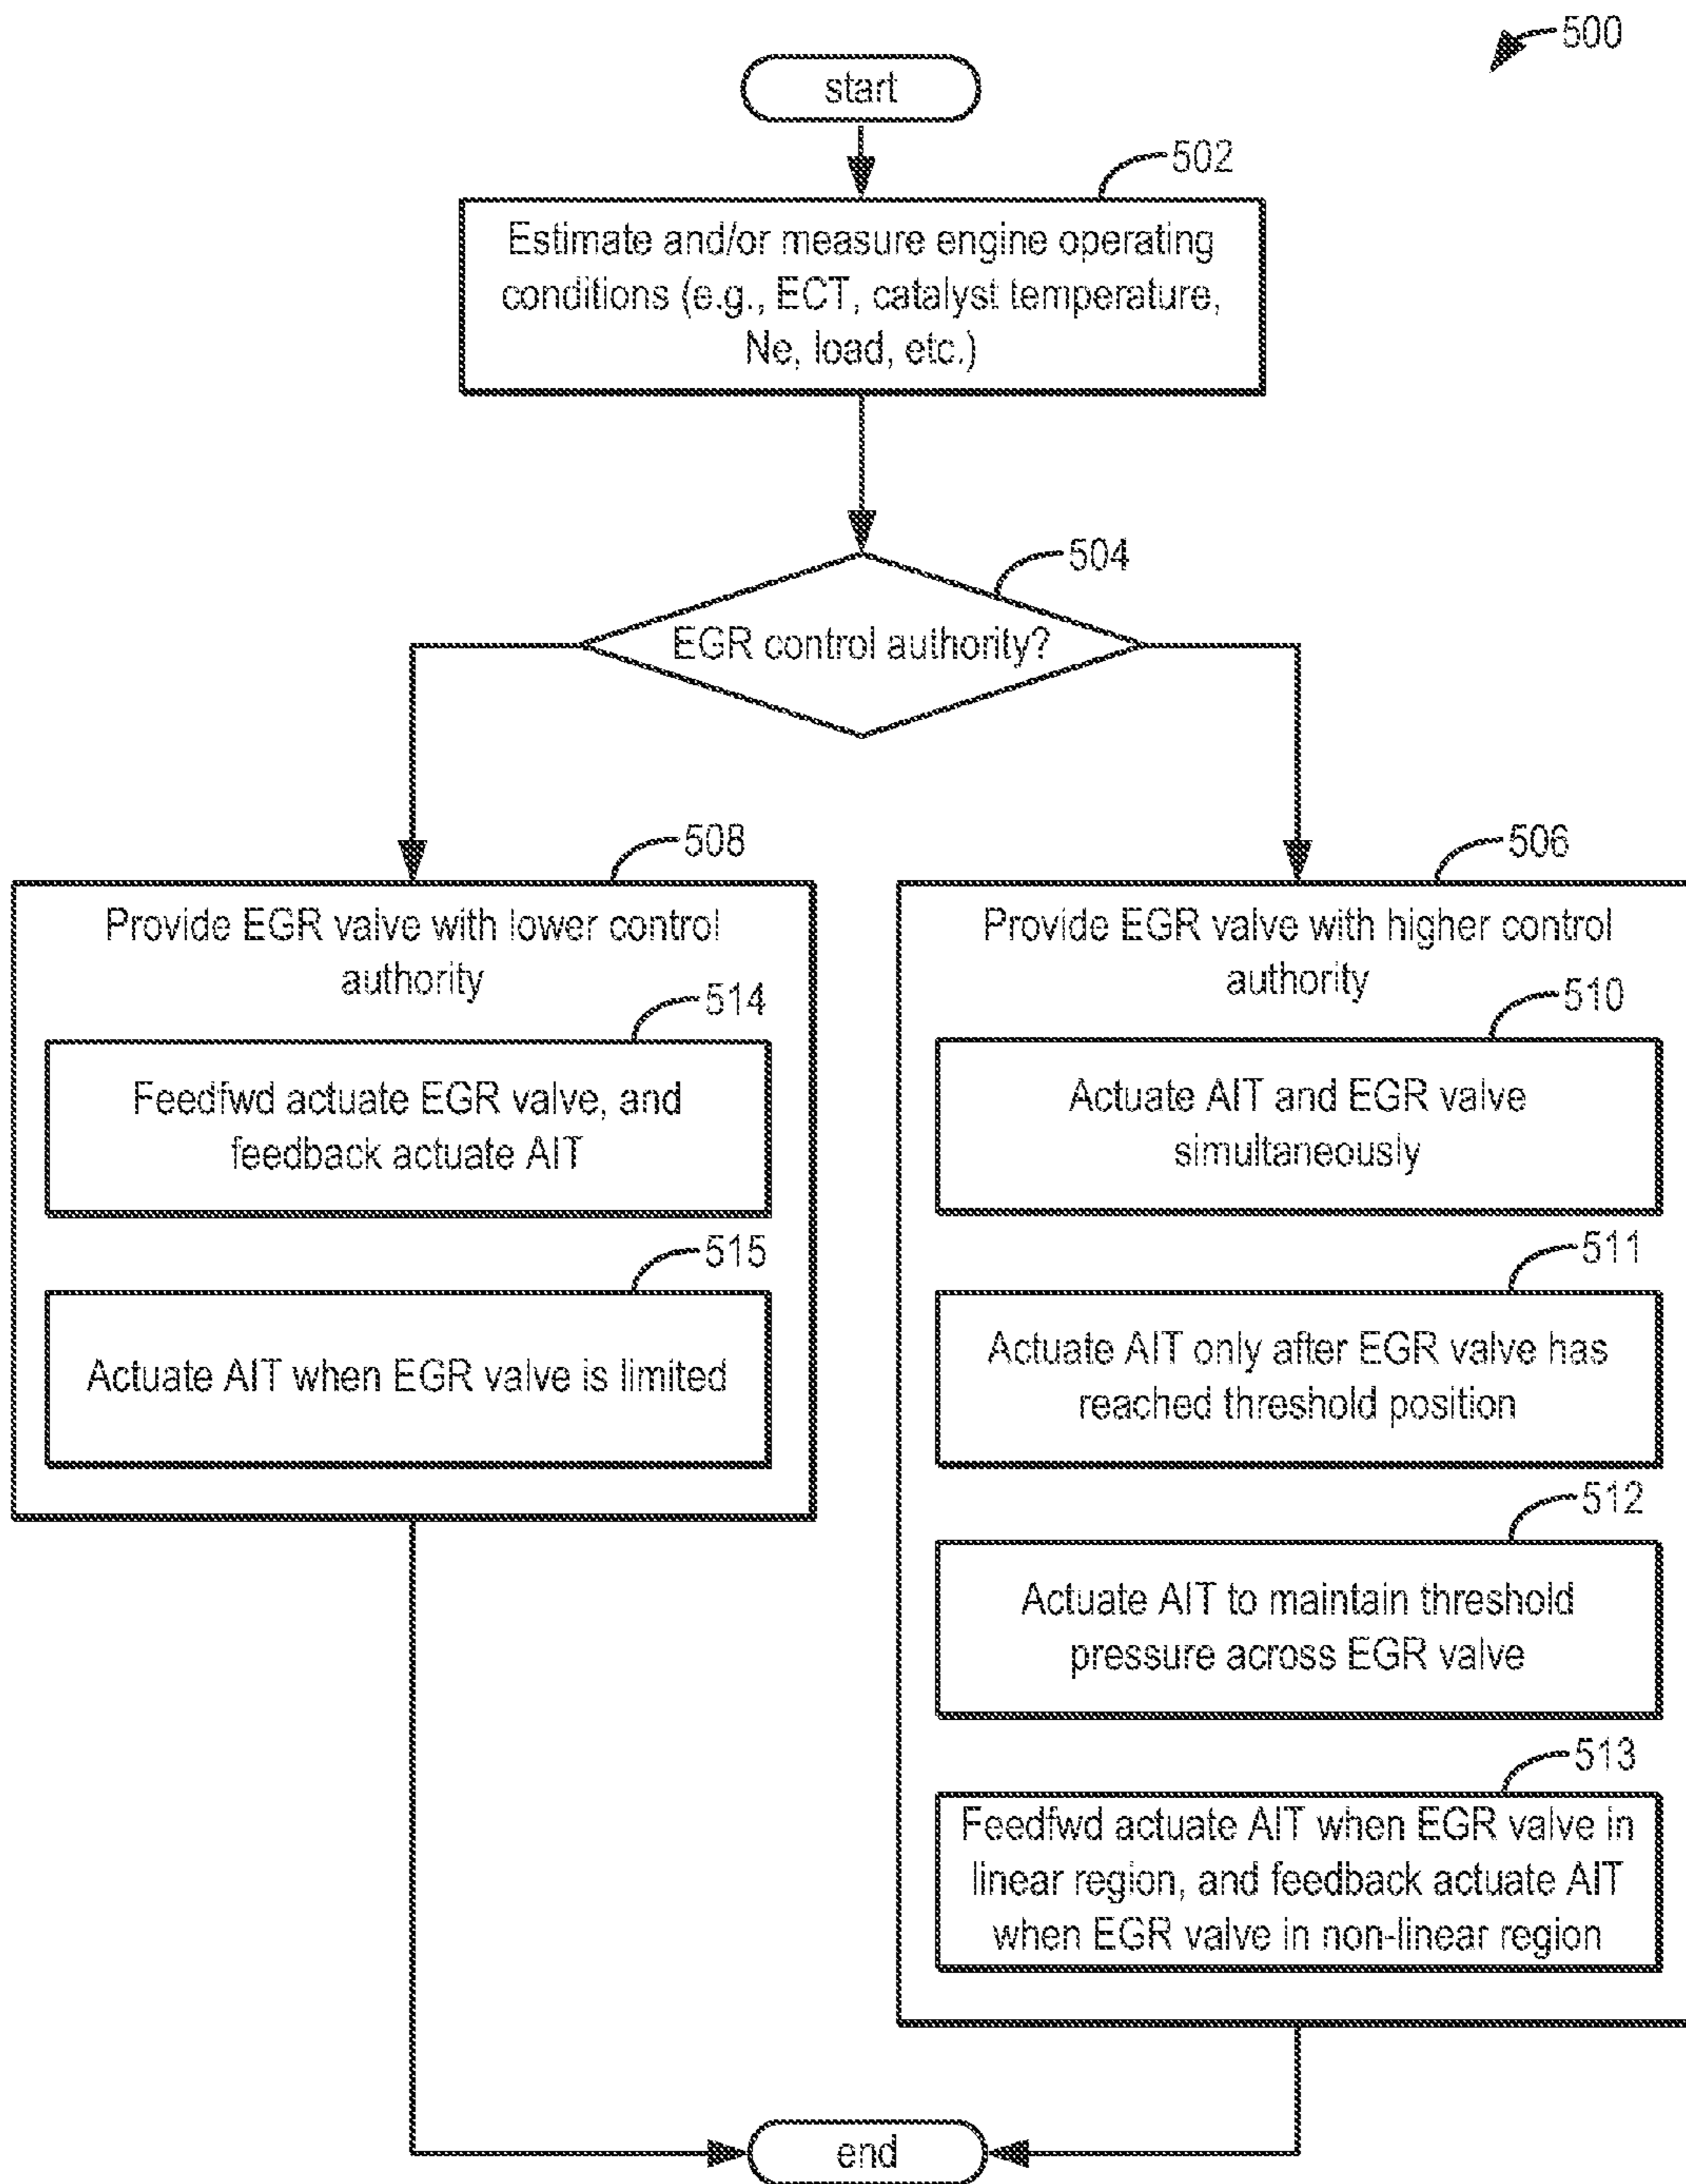 500
start
502
Estimate and/or measure engine operating
conditions (e.g., ECT, catalyst temperature,
Ne, load, etc.)
504
EGR control authority?
508
Provide EGR valve with lower control
authority
514
Feedfwd actuate EGR valve, and
feedback actuate AIT
515
Actuate AIT when EGR valve is limited
506
Provide EGR valve with higher control
authority
510
Actuate AIT and EGR valve
simultaneously
511
Actuate AIT only after EGR valve has
reached threshold position
512
Actuate AIT to maintain threshold
pressure across EGR valve
513
Feedfwd actuate AIT when EGR valve in
linear region, and feedback actuate AIT
when EGR valve in non-linear region
end